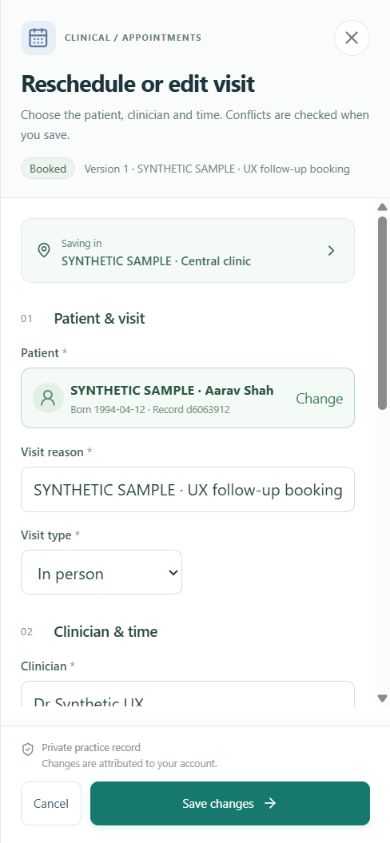 CLINICAL / APPOINTMENTS
Reschedule or edit visit
Choose the patient, clinician and time. Conflicts are checked when
you save.
Booked Version 1 · SYNTHETIC SAMPLE · UX follow-up booking
Saving in
SYNTHETIC SAMPLE · Central clinic
01 Patient & visit
Patient *
SYNTHETIC SAMPLE · Aarav Shah
Born 1994-04-12 · Record d6063912
Change
Visit reason *
SYNTHETIC SAMPLE · UX follow-up booking
Visit type *
In person
02 Clinician & time
Clinician *
Dr Synthetic UX
Private practice record
Changes are attributed to your account.
Cancel
Save changes